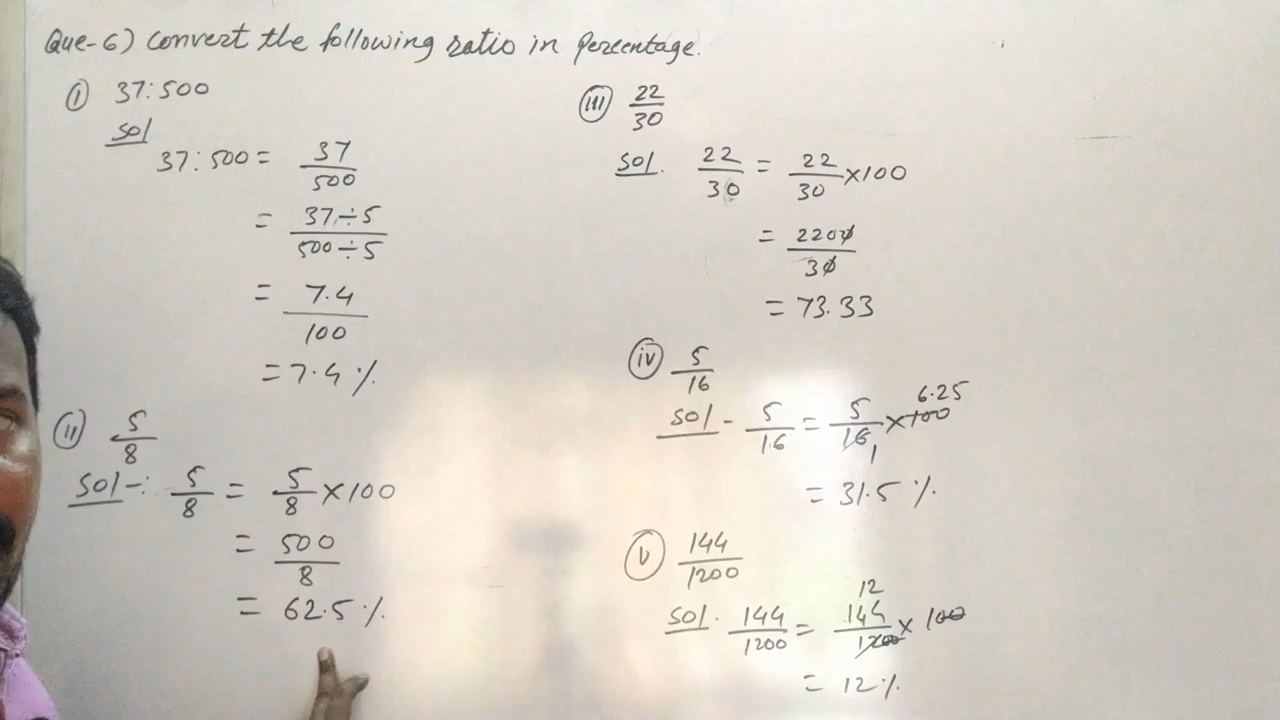 Que-6) Convert the following ratio in percentage.
(i) 37:500
Sol
37:500 = 37/500
= 37÷5/500÷5
= 7.4/100
= 7.4 %
(ii) 5/8
Sol-: 5/8 = 5/8 × 100
= 500/8
= 62.5 %
(iii) 22/30
Sol. 22/30 = 22/30 × 100
= 2200/30
= 73.33
(iv) 5/16
Sol - 5/16 = 5/16 × 100 6.25
1
= 31.5 %
(v) 144/1200
12
Sol. 144/1200 = 144/1200 × 100
= 12 %